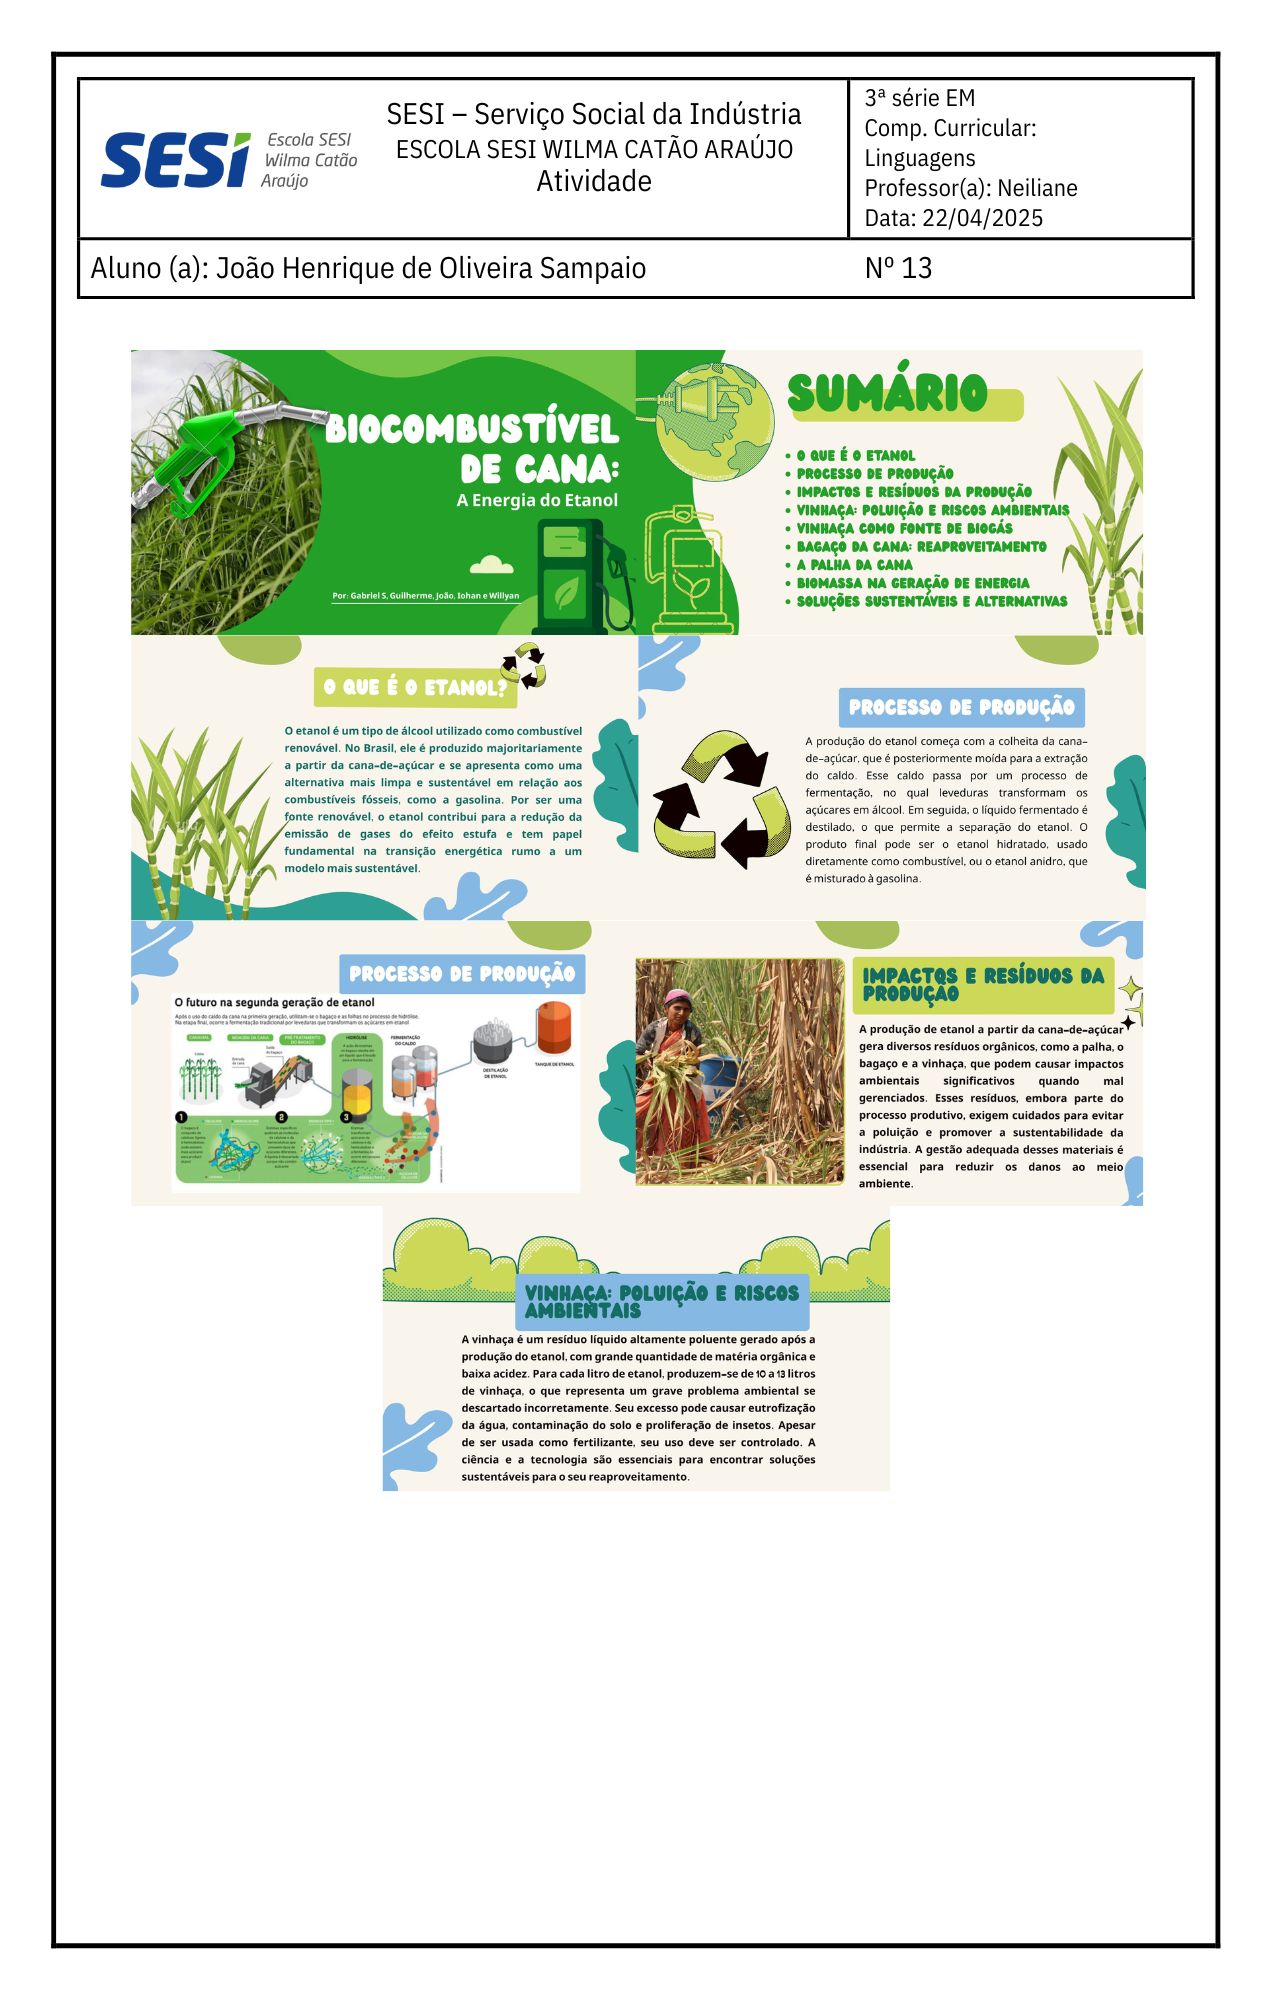 SESI
Escola SESI
Wilma Catão
Araújo
SESI – Serviço Social da Indústria
ESCOLA SESI WILMA CATÃO ARAÚJO
Atividade
3ª série EM
Comp. Curricular:
Linguagens
Professor(a): Neiliane
Data: 22/04/2025
Aluno (a): João Henrique de Oliveira Sampaio
Nº 13
BIOCOMBUSTÍVEL
DE CANA:
A Energia do Etanol
Por: Gabriel S, Guilherme, João, Iohan e Willyan
SUMÁRIO
• O QUE É O ETANOL
• PROCESSO DE PRODUÇÃO
• IMPACTOS E RESÍDUOS DA PRODUÇÃO
• VINHAÇA: POLUIÇÃO E RISCOS AMBIENTAIS
• VINHAÇA COMO FONTE DE BIOGÁS
• BAGAÇO DA CANA: REAPROVEITAMENTO
• A PALHA DA CANA
• BIOMASSA NA GERAÇÃO DE ENERGIA
• SOLUÇÕES SUSTENTÁVEIS E ALTERNATIVAS
O QUE É O ETANOL?
O etanol é um tipo de álcool utilizado como combustível
renovável. No Brasil, ele é produzido majoritariamente
a partir da cana-de-açúcar e se apresenta como uma
alternativa mais limpa e sustentável em relação aos
combustíveis fósseis, como a gasolina. Por ser uma
fonte renovável, o etanol contribui para a redução da
emissão de gases do efeito estufa e tem papel
fundamental na transição energética rumo a um
modelo mais sustentável.
PROCESSO DE PRODUÇÃO
A produção do etanol começa com a colheita da cana-
de-açúcar, que é posteriormente moída para a extração
do caldo. Esse caldo passa por um processo de
fermentação, no qual leveduras transformam os
açúcares em álcool. Em seguida, o líquido fermentado é
destilado, o que permite a separação do etanol. O
produto final pode ser o etanol hidratado, usado
diretamente como combustível, ou o etanol anidro, que
é misturado à gasolina.
PROCESSO DE PRODUÇÃO
O futuro na segunda geração de etanol
Após o uso do caldo da cana na primeira geração, utilizam-se o bagaço e as folhas no processo de hidrólise.
Na etapa final, ocorre a fermentação tradicional por leveduras que transformam os açúcares em etanol
CANAVIAL
MOAGEM DA CANA
PRÉ-TRATAMENTO
DO BAGAÇO
HIDRÓLISE
FERMENTAÇÃO
DO CALDO
DESTILAÇÃO
DE ETANOL
TANQUE DE ETANOL
1
2
3
IMPACTOS E RESÍDUOS DA
PRODUÇÃO
A produção de etanol a partir da cana-de-açúcar
gera diversos resíduos orgânicos, como a palha, o
bagaço e a vinhaça, que podem causar impactos
ambientais significativos quando mal
gerenciados. Esses resíduos, embora parte do
processo produtivo, exigem cuidados para evitar
a poluição e promover a sustentabilidade da
indústria. A gestão adequada desses materiais é
essencial para reduzir os danos ao meio
ambiente.
VINHAÇA: POLUIÇÃO E RISCOS
AMBIENTAIS
A vinhaça é um resíduo líquido altamente poluente gerado após a
produção do etanol, com grande quantidade de matéria orgânica e
baixa acidez. Para cada litro de etanol, produzem-se de 10 a 13 litros
de vinhaça, o que representa um grave problema ambiental se
descartado incorretamente. Seu excesso pode causar eutrofização
da água, contaminação do solo e proliferação de insetos. Apesar
de ser usada como fertilizante, seu uso deve ser controlado. A
ciência e a tecnologia são essenciais para encontrar soluções
sustentáveis para o seu reaproveitamento.